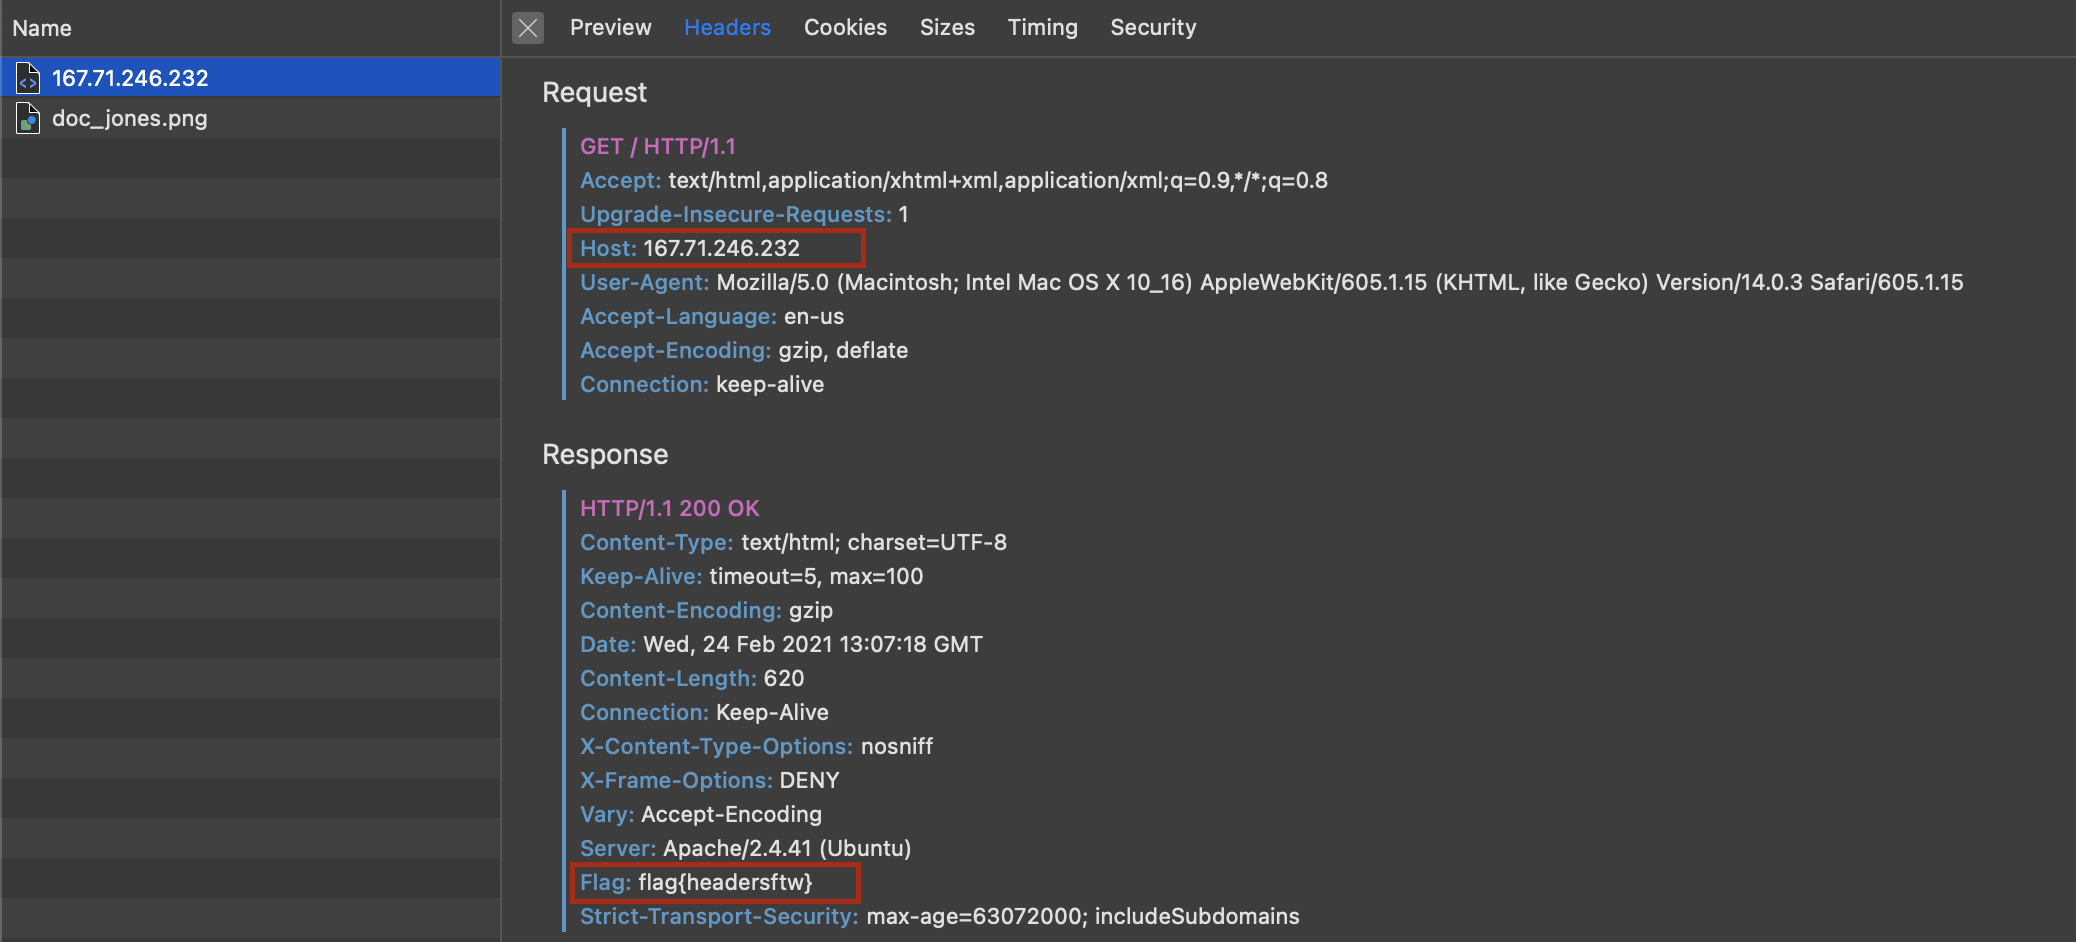 Name
167.71.246.232
doc_jones.png
Preview Headers Cookies Sizes Timing Security
Request
GET / HTTP/1.1
Accept: text/html,application/xhtml+xml,application/xml;q=0.9,*/*;q=0.8
Upgrade-Insecure-Requests: 1
Host: 167.71.246.232
User-Agent: Mozilla/5.0 (Macintosh; Intel Mac OS X 10_16) AppleWebKit/605.1.15 (KHTML, like Gecko) Version/14.0.3 Safari/605.1.15
Accept-Language: en-us
Accept-Encoding: gzip, deflate
Connection: keep-alive
Response
HTTP/1.1 200 OK
Content-Type: text/html; charset=UTF-8
Keep-Alive: timeout=5, max=100
Content-Encoding: gzip
Date: Wed, 24 Feb 2021 13:07:18 GMT
Content-Length: 620
Connection: Keep-Alive
X-Content-Type-Options: nosniff
X-Frame-Options: DENY
Vary: Accept-Encoding
Server: Apache/2.4.41 (Ubuntu)
Flag: flag{headersftw}
Strict-Transport-Security: max-age=63072000; includeSubdomains